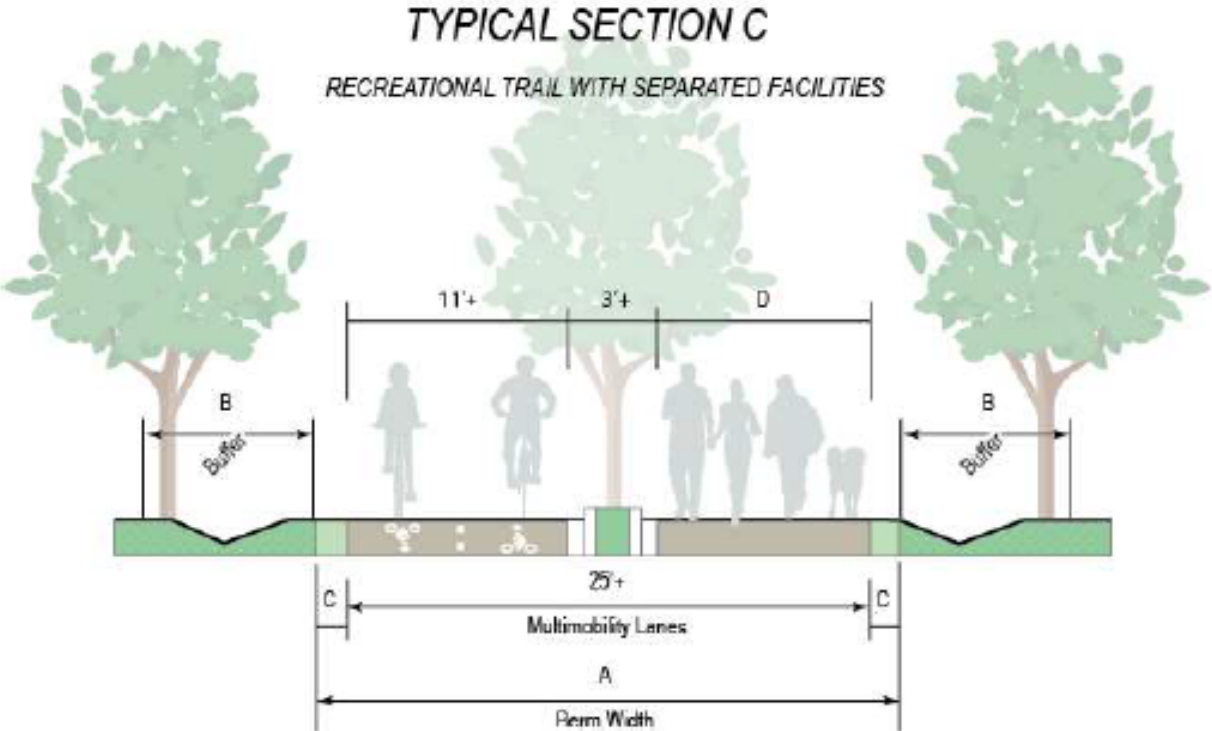 TYPICAL SECTION C
RECREATIONAL TRAIL WITH SEPARATED FACILITIES
11'+ 3'+ D
B B
Buffer Buffer
C 25'+ C
Multimobility Lanes
A
Berm Width